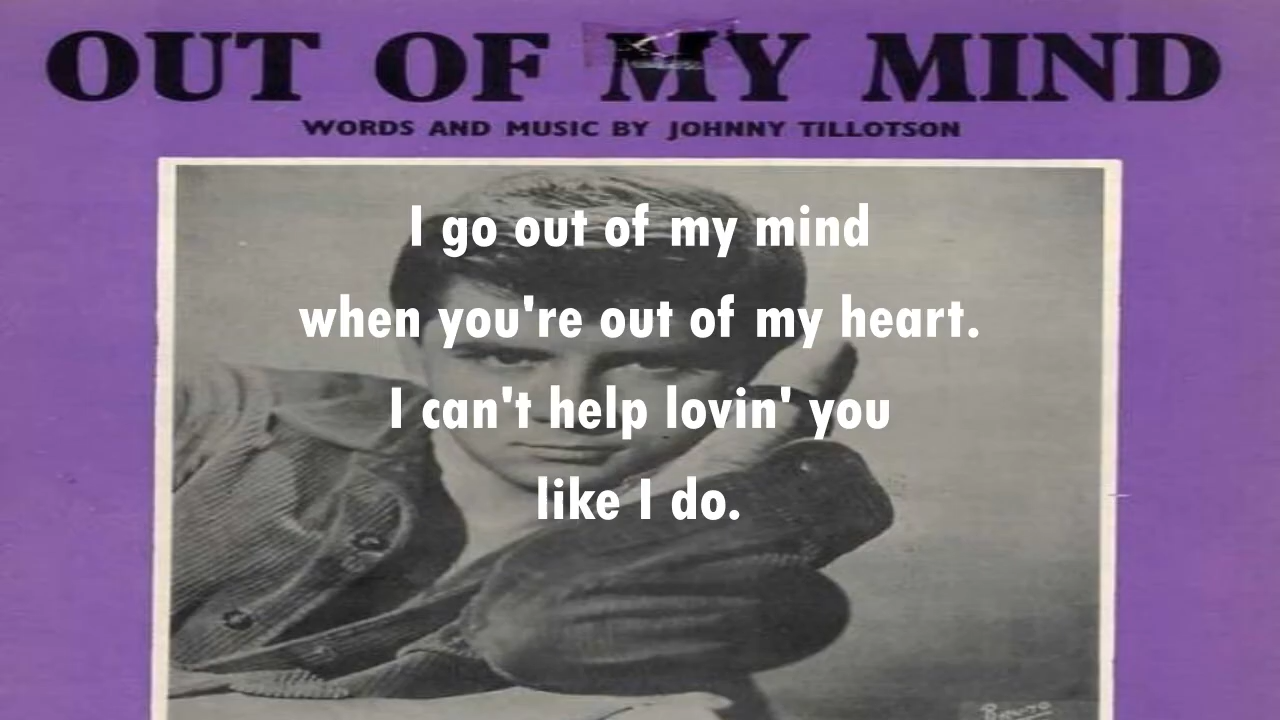 OUT OF MY MIND
WORDS AND MUSIC BY JOHNNY TILLOTSON
I go out of my mind
when you're out of my heart.
I can't help lovin' you
like I do.